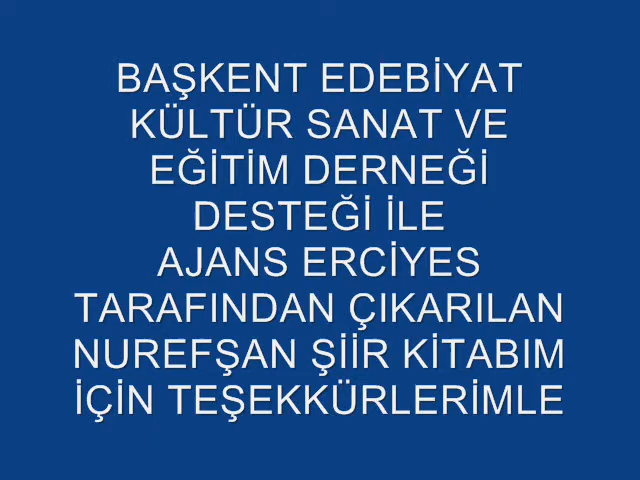 BAŞKENT EDEBİYAT
KÜLTÜR SANAT VE
EĞİTİM DERNEĞİ
DESTEĞİ İLE
AJANS ERCİYES
TARAFINDAN ÇIKARILAN
NUREFŞAN ŞİİR KİTABIM
İÇİN TEŞEKKÜRLERİMLE